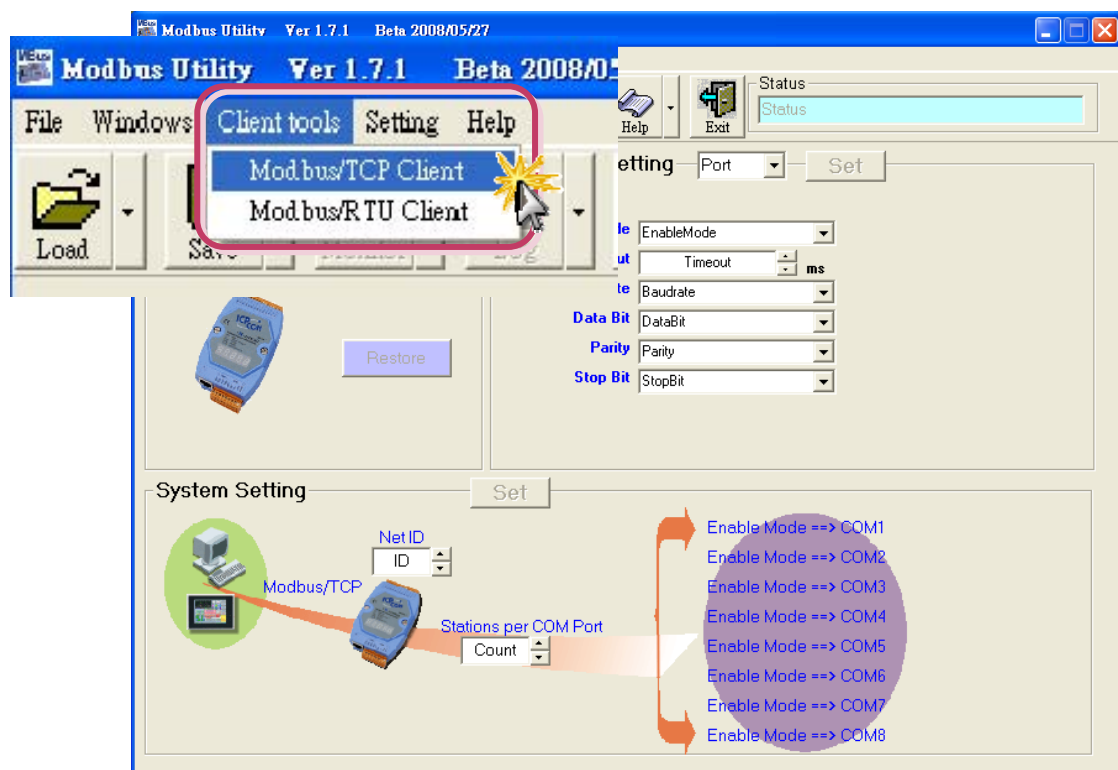 Modbus Utility Ver 1.7.1 Beta 2008/05/27
Modbus Utility Ver 1.7.1 Beta 2008/0
File Windows Client tools Setting Help
Modbus/TCP Client
Modbus/RTU Client
Load
Save
Log
Help
Exit
Status
Status
etting
Port
Set
EnableMode
Timeout
ms
Baudrate
Data Bit
DataBit
Parity
Parity
Stop Bit
StopBit
Restore
System Setting
Set
Net ID
ID
Modbus/TCP
Stations per COM Port
Count
Enable Mode ==> COM1
Enable Mode ==> COM2
Enable Mode ==> COM3
Enable Mode ==> COM4
Enable Mode ==> COM5
Enable Mode ==> COM6
Enable Mode ==> COM7
Enable Mode ==> COM8